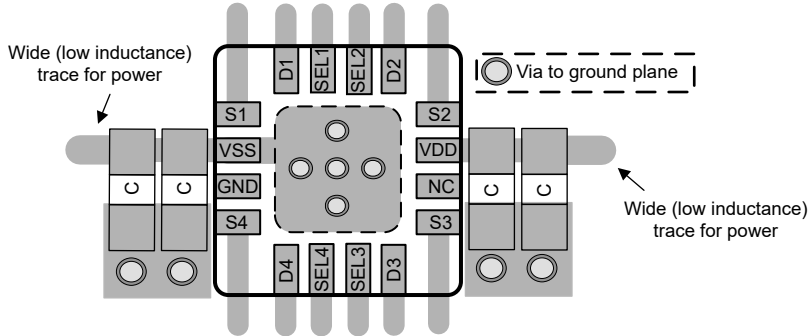 Wide (low inductance)
trace for power
D1
SEL1
SEL2
D2
Via to ground plane
S1
S2
VSS
VDD
GND
NC
S4
S3
C
C
C
C
D4
SEL4
SEL3
D3
Wide (low inductance)
trace for power